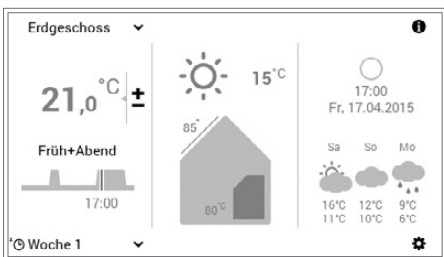 Erdgeschoss
21,0 °C ±
Früh+Abend
17:00
Woche 1
15°C
85°
80°C
17:00
Fr, 17.04.2015
Sa So Mo
16°C 12°C 9°C
11°C 10°C 6°C